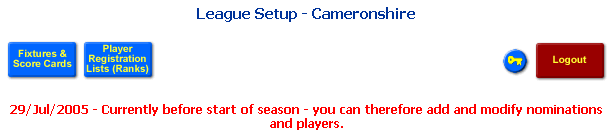 League Setup - Cameronshire
Fixtures &
Score Cards
Player
Registration
Lists (Ranks)
Logout
29/Jul/2005 - Currently before start of season - you can therefore add and modify nominations
and players.